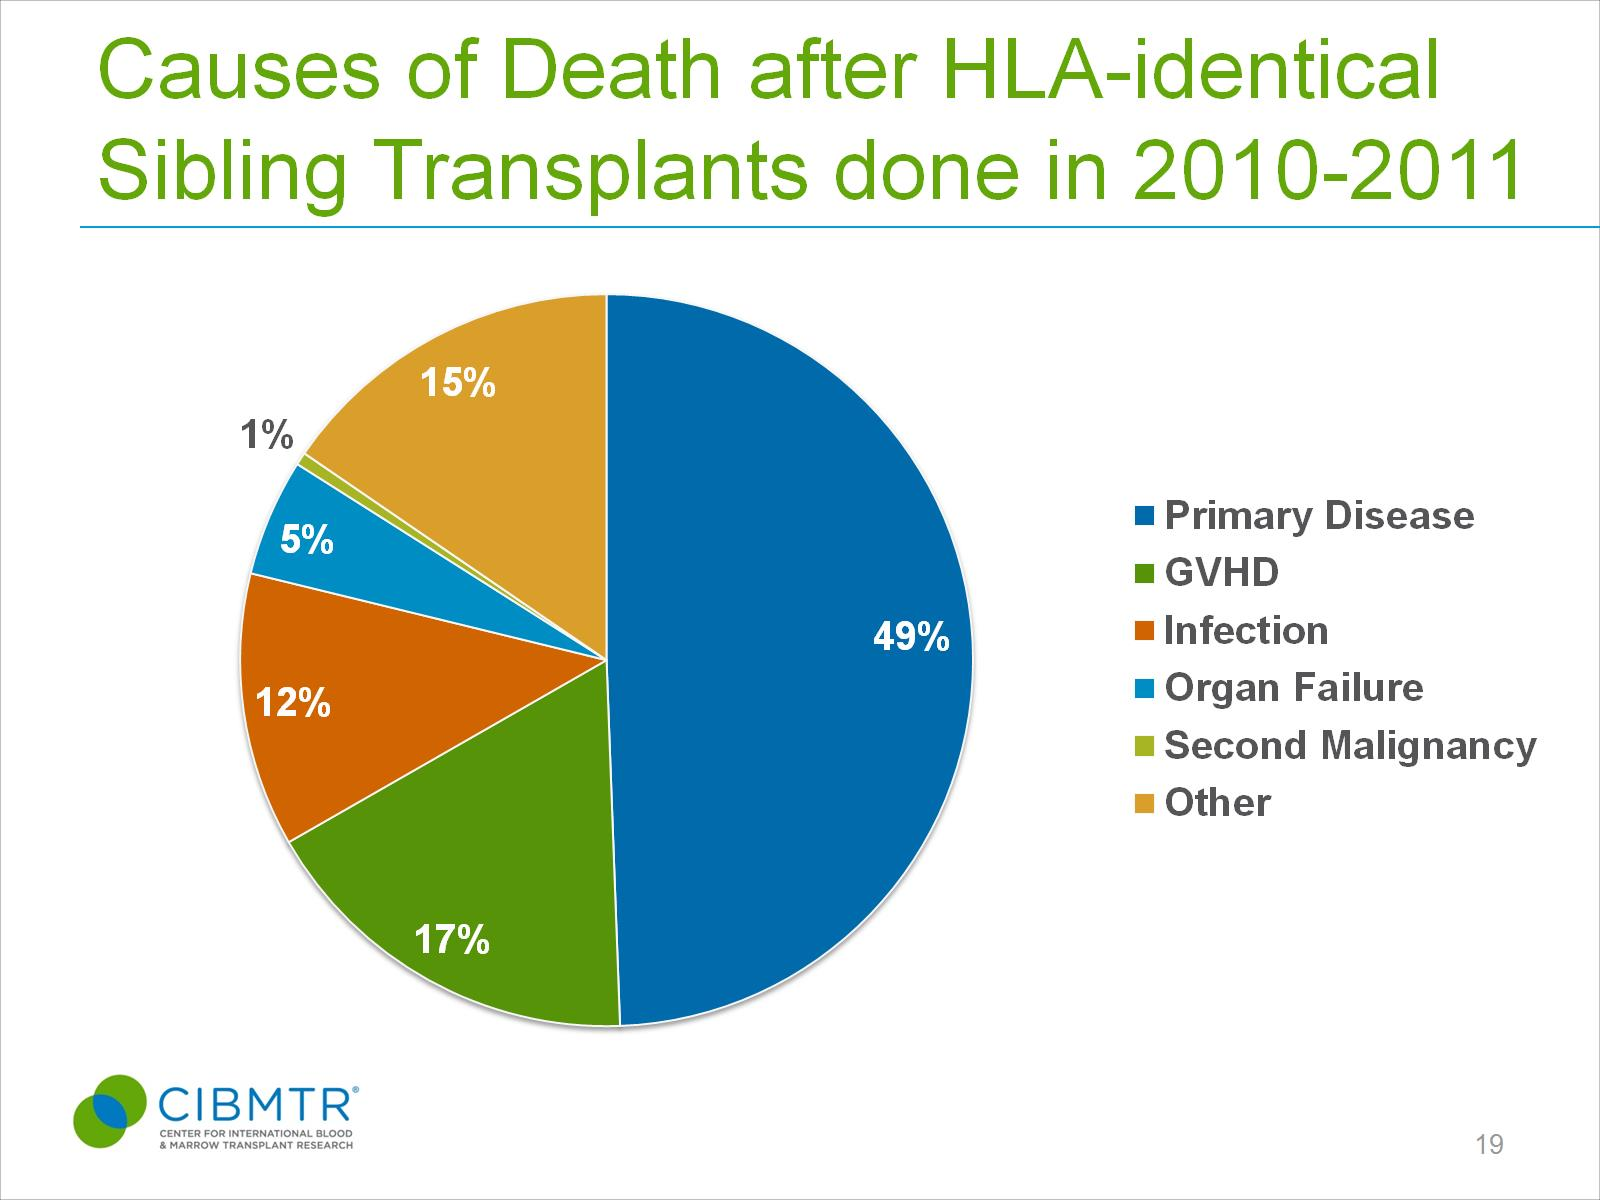 Causes of Death after HLA-identical
Sibling Transplants done in 2010-2011
15%
1%
5%
49%
12%
17%
Primary Disease
GVHD
Infection
Organ Failure
Second Malignancy
Other
CIBMTR®
CENTER FOR INTERNATIONAL BLOOD
& MARROW TRANSPLANT RESEARCH
19